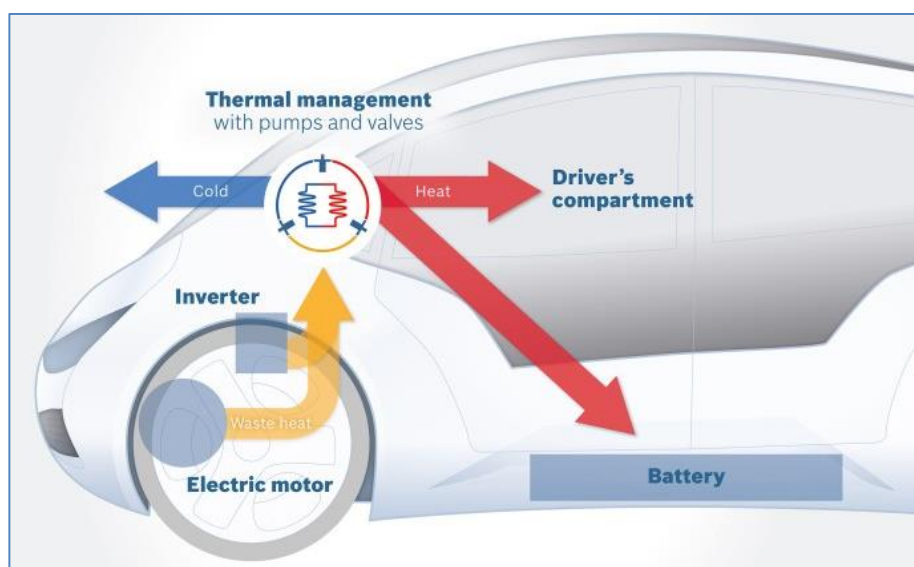 Thermal management
with pumps and valves
Cold
Heat
Driver’s
compartment
Inverter
Waste heat
Electric motor
Battery